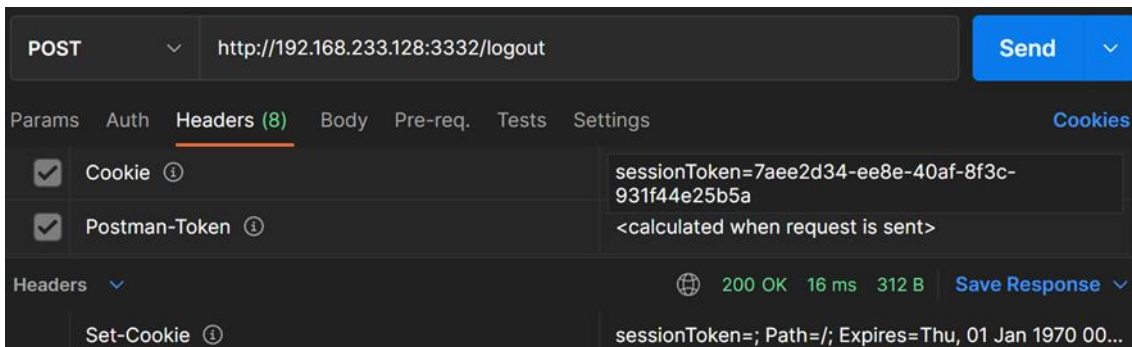 POST http://192.168.233.128:3332/logout Send
Params Auth Headers (8) Body Pre-req. Tests Settings Cookies
Cookie sessionToken=7aee2d34-ee8e-40af-8f3c-
931f44e25b5a
Postman-Token <calculated when request is sent>
Headers 200 OK 16 ms 312 B Save Response
Set-Cookie sessionToken=; Path=/; Expires=Thu, 01 Jan 1970 00...